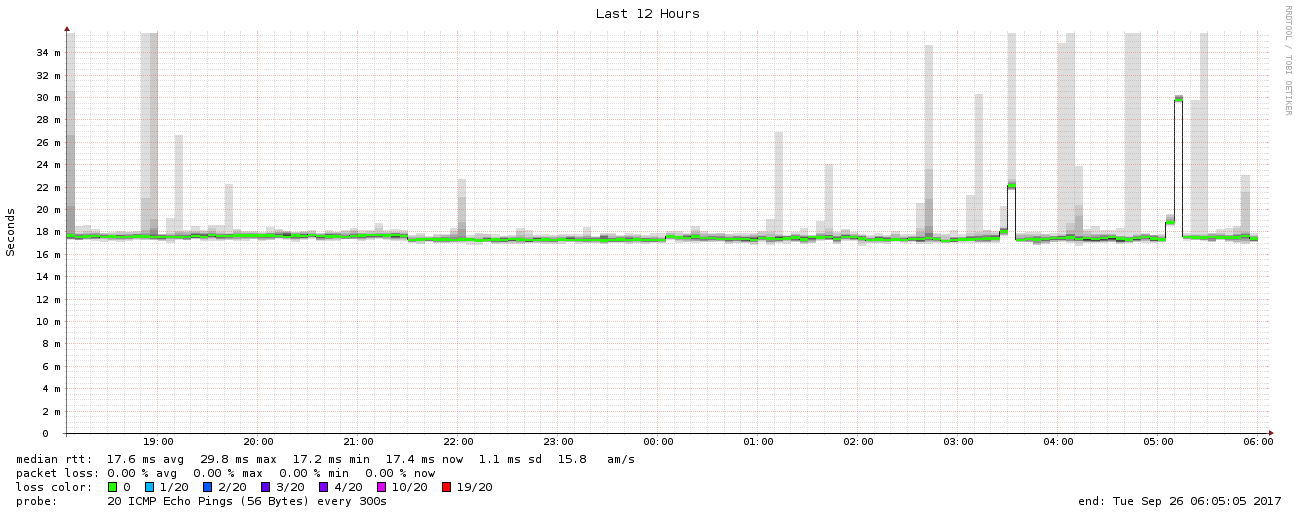 Last 12 Hours
RRDTOOL / TOBI OETIKER
Seconds
34 m
32 m
30 m
28 m
26 m
24 m
22 m
20 m
18 m
16 m
14 m
12 m
10 m
8 m
6 m
4 m
2 m
0
19:00 20:00 21:00 22:00 23:00 00:00 01:00 02:00 03:00 04:00 05:00 06:00
median rtt: 17.6 ms avg 29.8 ms max 17.2 ms min 17.4 ms now 1.1 ms sd 15.8 am/s
packet loss: 0.00 % avg 0.00 % max 0.00 % min 0.00 % now
loss color: 0 1/20 2/20 3/20 4/20 10/20 19/20
probe: 20 ICMP Echo Pings (56 Bytes) every 300s end: Tue Sep 26 06:05:05 2017